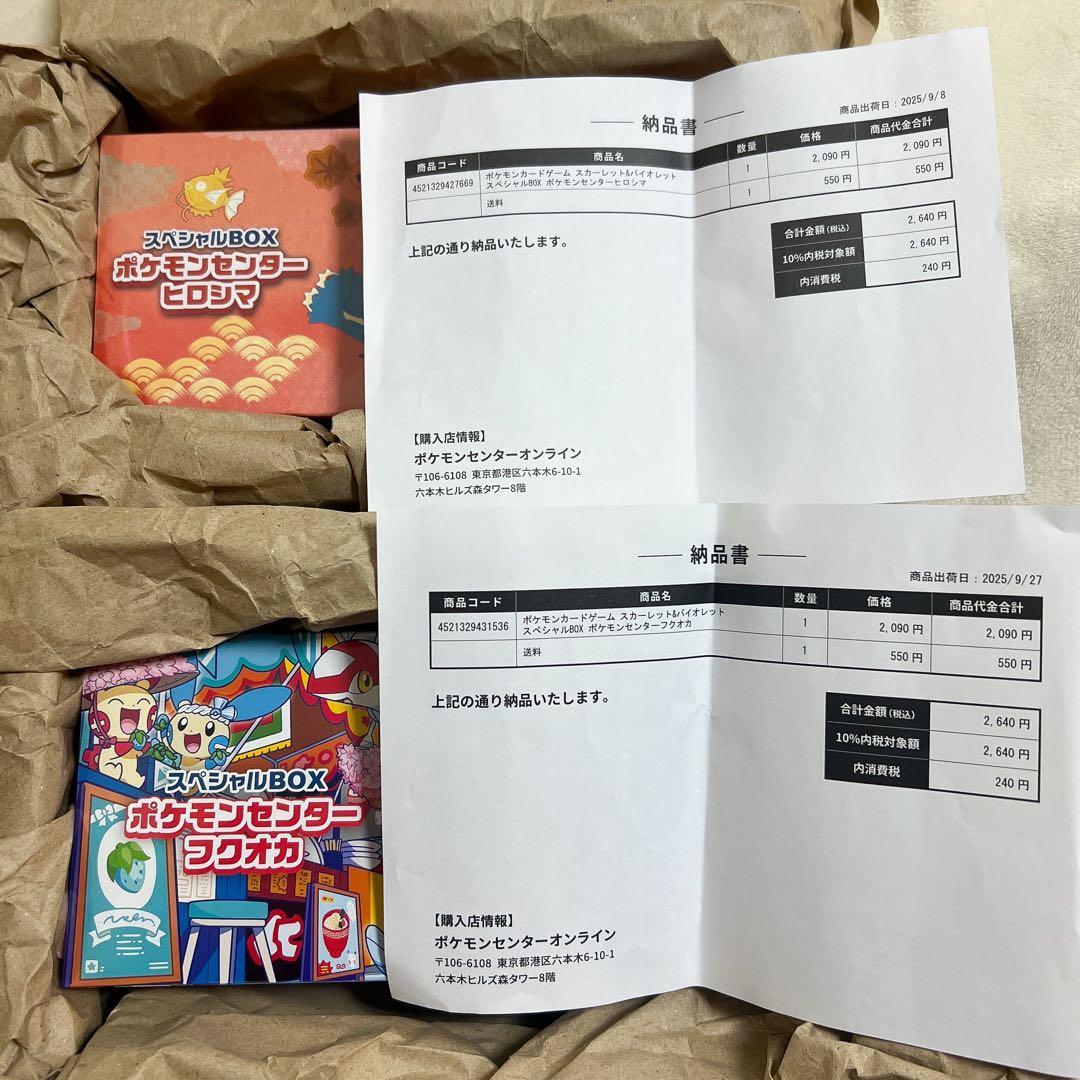 スペシャルBOX
ポケモンセンター
ヒロシマ
納品書
商品出荷日：2025/9/8
商品コード 商品名 数量 価格 商品代金合計
4521329427669 ポケモンカードゲーム スカーレット&バイオレット 1 2,090 円 2,090 円
スペシャルBOX ポケモンセンターヒロシマ
送料 1 550 円 550 円
合計金額(税込) 2,640 円
10%内税対象額 2,640 円
内消費税 240 円
上記の通り納品いたします。
【購入店情報】
ポケモンセンターオンライン
〒106-6108 東京都港区六本木6-10-1
六本木ヒルズ森タワー8階
スペシャルBOX
ポケモンセンター
フクオカ
納品書
商品出荷日：2025/9/27
商品コード 商品名 数量 価格 商品代金合計
4521329431536 ポケモンカードゲーム スカーレット&バイオレット 1 2,090 円 2,090 円
スペシャルBOX ポケモンセンターフクオカ
送料 1 550 円 550 円
合計金額(税込) 2,640 円
10%内税対象額 2,640 円
内消費税 240 円
上記の通り納品いたします。
【購入店情報】
ポケモンセンターオンライン
〒106-6108 東京都港区六本木6-10-1
六本木ヒルズ森タワー8階